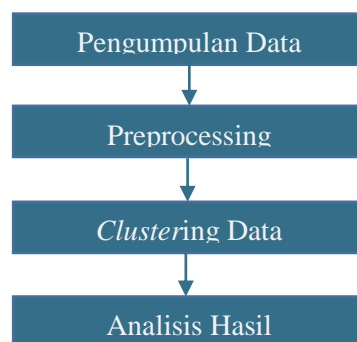 Pengumpulan Data
Preprocessing
Clustering Data
Analisis Hasil